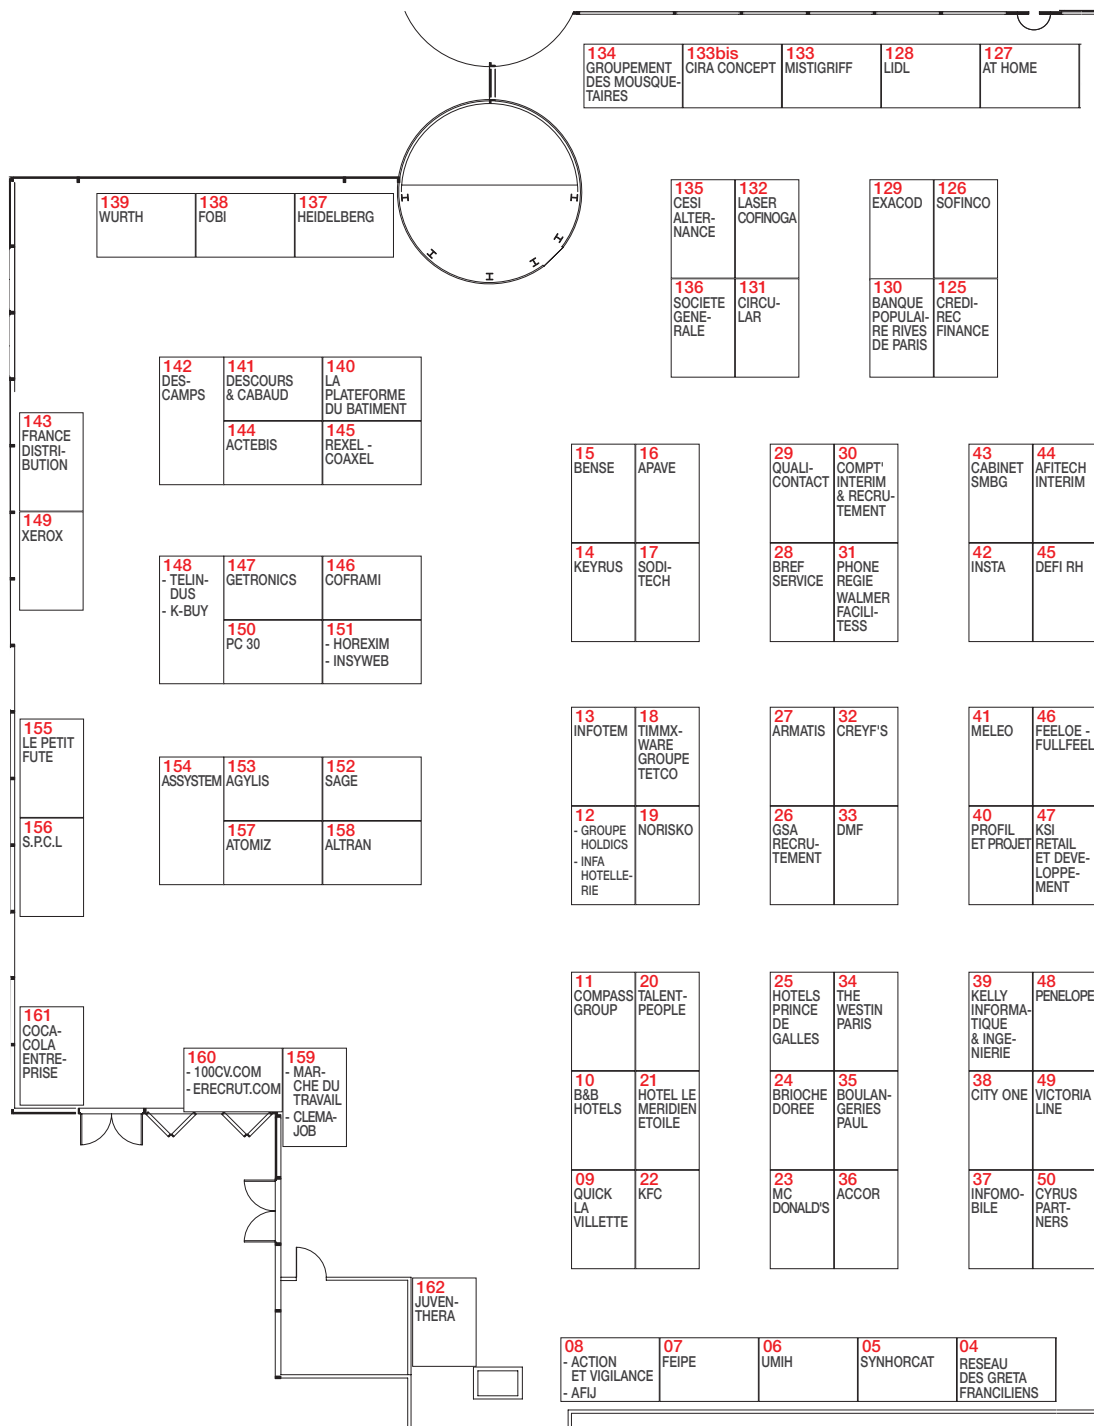 134
GROUPEMENT
DES MOUSQUE-
TAIRES
133bis
CIRA CONCEPT
133
MISTIGRIFF
128
LIDL
127
AT HOME
139
WURTH
138
FOBI
137
HEIDELBERG
135
CESI
ALTER-
NANCE
132
LASER
COFINOGA
129
EXACOD
126
SOFINCO
136
SOCIETE
GENE-
RALE
131
CIRCU-
LAR
130
BANQUE
POPULAI-
RE RIVES
DE PARIS
125
CREDI-
REC
FINANCE
142
DES-
CAMPS
141
DESCOURS
& CABAUD
140
LA
PLATEFORME
DU BATIMENT
144
ACTEBIS
145
REXEL -
COAXEL
143
FRANCE
DISTRI-
BUTION
149
XEROX
15
BENSE
16
APAVE
29
QUALI-
CONTACT
30
COMPT'
INTERIM
& RECRU-
TEMENT
43
CABINET
SMBG
44
AFITECH
INTERIM
14
KEYRUS
17
SODI-
TECH
28
BREF
SERVICE
31
PHONE
REGIE
WALMER
FACILI-
TESS
42
INSTA
45
DEFI RH
148
- TELIN-
DUS
- K-BUY
147
GETRONICS
146
COFRAMI
150
PC 30
151
- HOREXIM
- INSYWEB
155
LE PETIT
FUTE
156
S.P.C.L
154
ASSYSTEM
153
AGYLIS
152
SAGE
157
ATOMIZ
158
ALTRAN
13
INFOTEM
18
TIMMX-
WARE
GROUPE
TETCO
27
ARMATIS
32
CREYF'S
41
MELEO
46
FEELOE -
FULLFEEL
12
- GROUPE
HOLDICS
- INFA
HOTELLE-
RIE
19
NORISKO
26
GSA
RECRU-
TEMENT
33
DMF
40
PROFIL
ET PROJET
47
KSI
RETAIL
ET DEVE-
LOPPE-
MENT
11
COMPASS
GROUP
20
TALENT-
PEOPLE
25
HOTELS
PRINCE
DE
GALLES
34
THE
WESTIN
PARIS
39
KELLY
INFORMA-
TIQUE
& INGE-
NIERIE
48
PENELOPE
161
COCA-
COLA
ENTRE-
PRISE
160
- 100CV.COM
- ERECRUT.COM
159
- MAR-
CHE DU
TRAVAIL
- CLEMA-
JOB
10
B&B
HOTELS
21
HOTEL LE
MERIDIEN
ETOILE
24
BRIOCHE
DOREE
35
BOULAN-
GERIES
PAUL
38
CITY ONE
49
VICTORIA
LINE
09
QUICK
LA
VILLETTE
22
KFC
23
MC
DONALD'S
36
ACCOR
37
INFOMO-
BILE
50
CYRUS
PART-
NERS
162
JUVEN-
THERA
08
- ACTION
ET VIGILANCE
- AFIJ
07
FEIPE
06
UMIH
05
SYNHORCAT
04
RESEAU
DES GRETA
FRANCILIENS